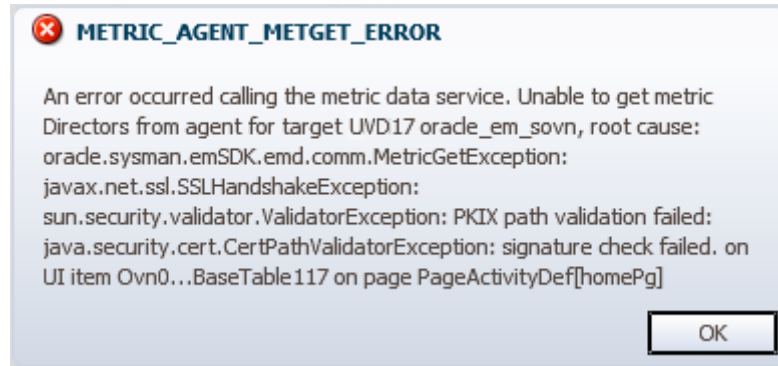 METRIC_AGENT_METGET_ERROR
An error occurred calling the metric data service. Unable to get metric
Directors from agent for target UVD17 oracle_em_sovn, root cause:
oracle.sysman.emSDK.emd.comm.MetricGetException:
javax.net.ssl.SSLHandshakeException:
sun.security.validator.ValidatorException: PKIX path validation failed:
java.security.cert.CertPathValidatorException: signature check failed. on
UI item Ovn0...BaseTable117 on page PageActivityDef[homePg]
OK